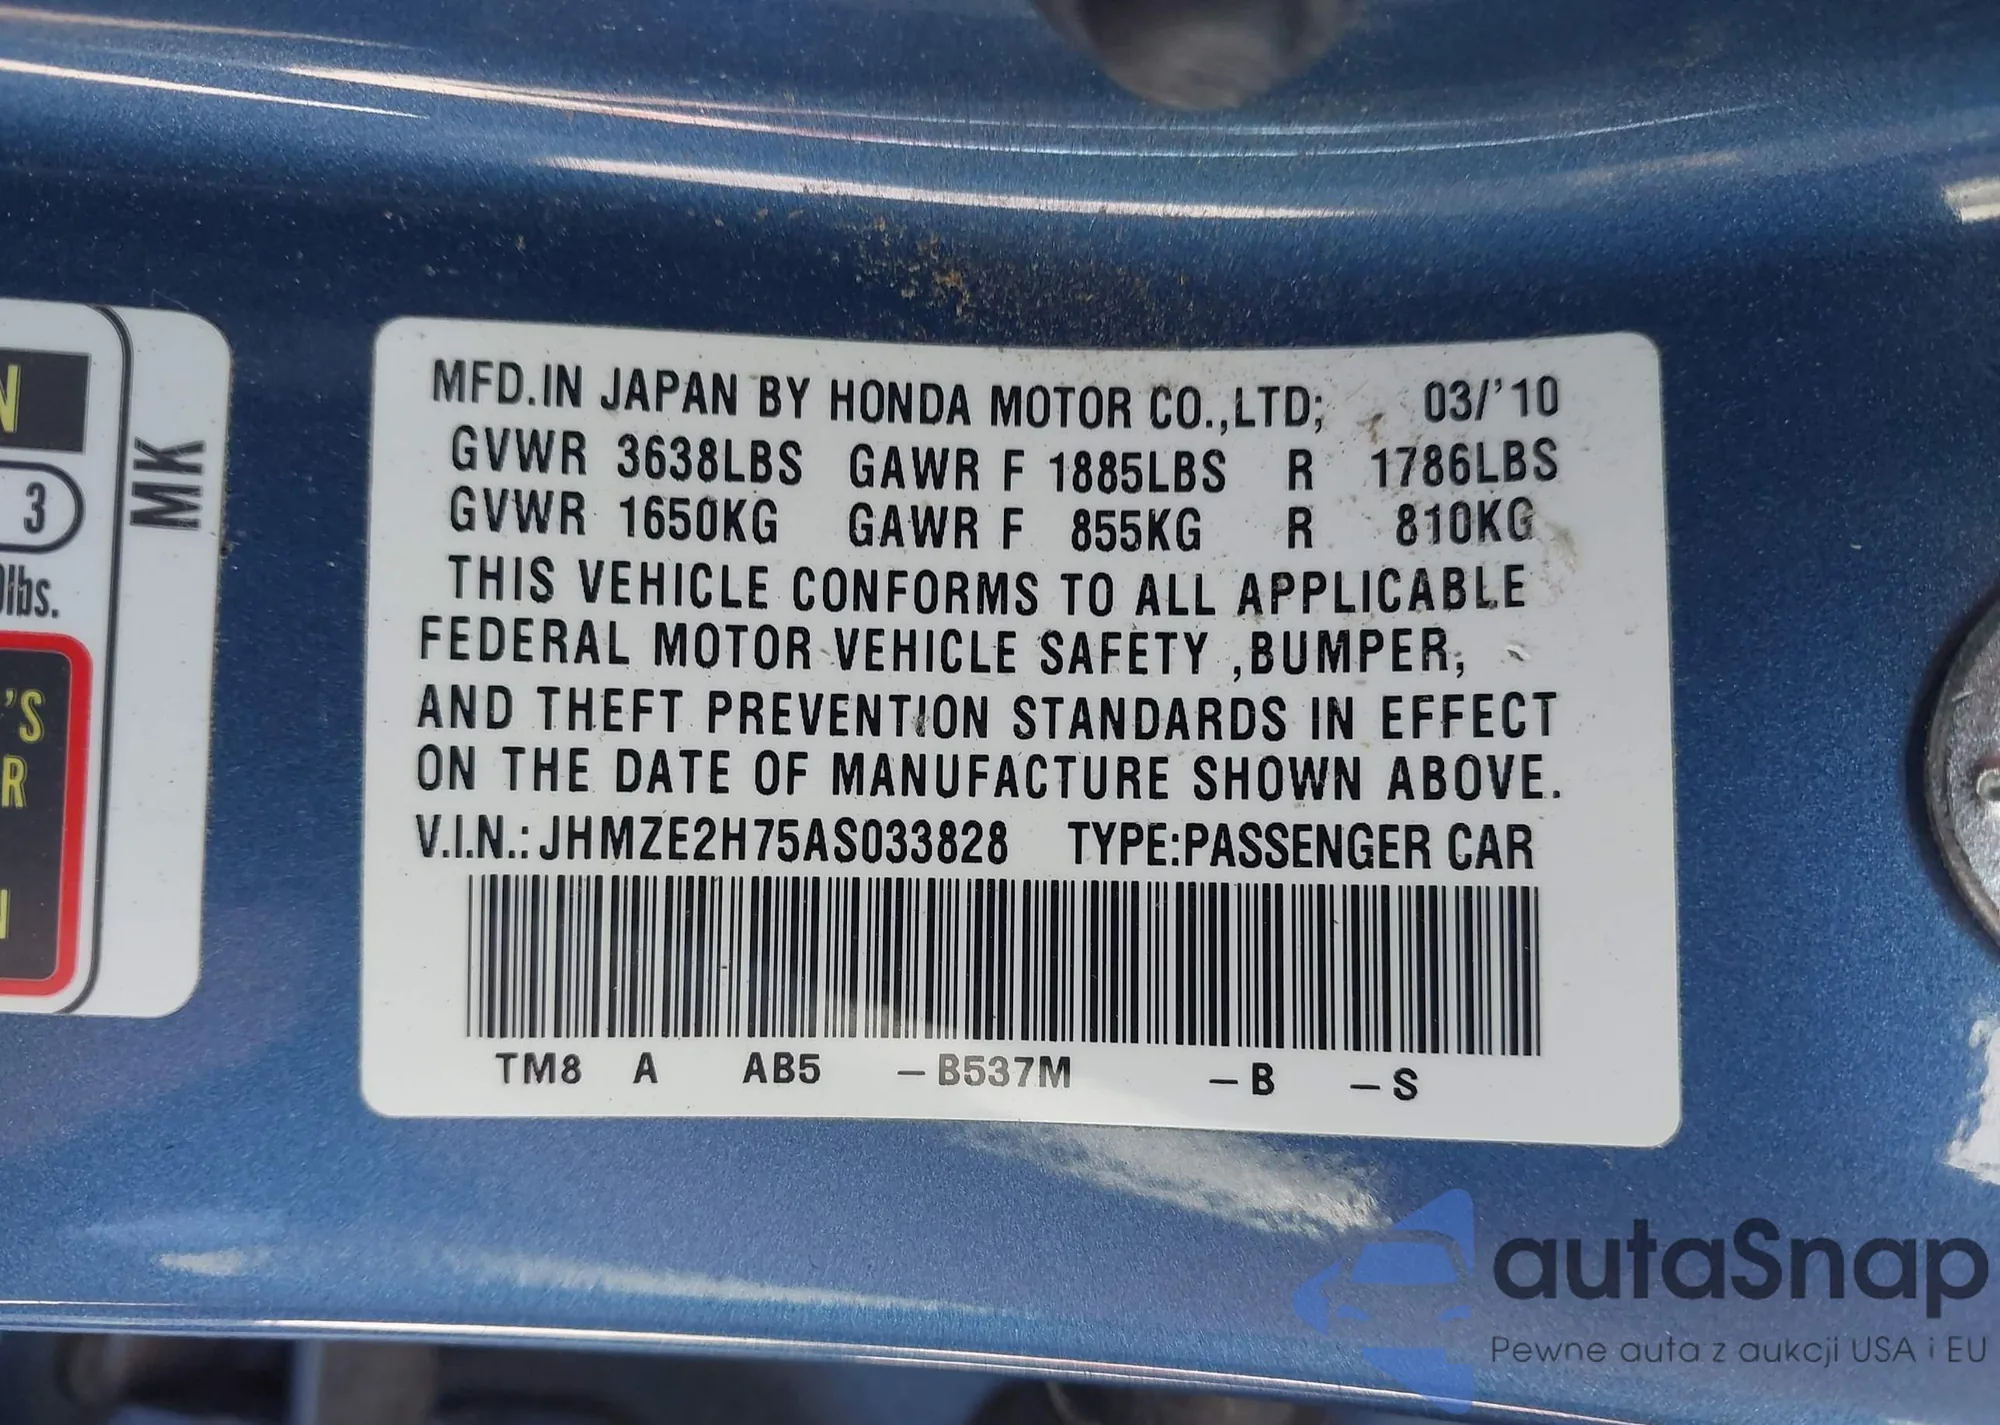 MFD.IN JAPAN BY HONDA MOTOR CO.,LTD; 03/'10
GVWR 3638LBS GAWR F 1885LBS R 1786LBS
GVWR 1650KG GAWR F 855KG R 810KG
THIS VEHICLE CONFORMS TO ALL APPLICABLE
FEDERAL MOTOR VEHICLE SAFETY ,BUMPER,
AND THEFT PREVENTION STANDARDS IN EFFECT
ON THE DATE OF MANUFACTURE SHOWN ABOVE.
V.I.N.: JHMZE2H75AS033828 TYPE:PASSENGER CAR
TM8 A AB5 –B537M –B –S
N
3
lbs.
'S
R
N
MK
autaSnap
Pewne auta z aukcji USA i EU